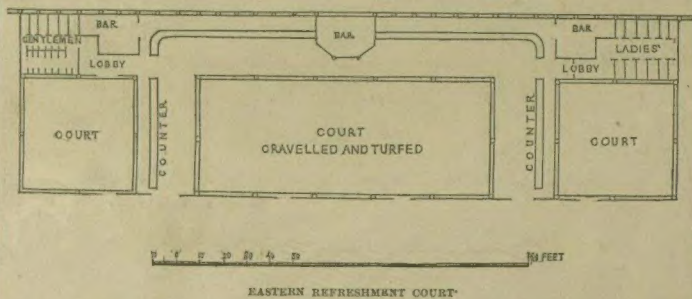 BAR
BAR
BAR
GENTLEMEN
LADIES'
LOBBY
LOBBY
COURT
COUNTER
COURT
GRAVELLED AND TURFED
COUNTER
COURT
FEET
EASTERN REFRESHMENT COURT